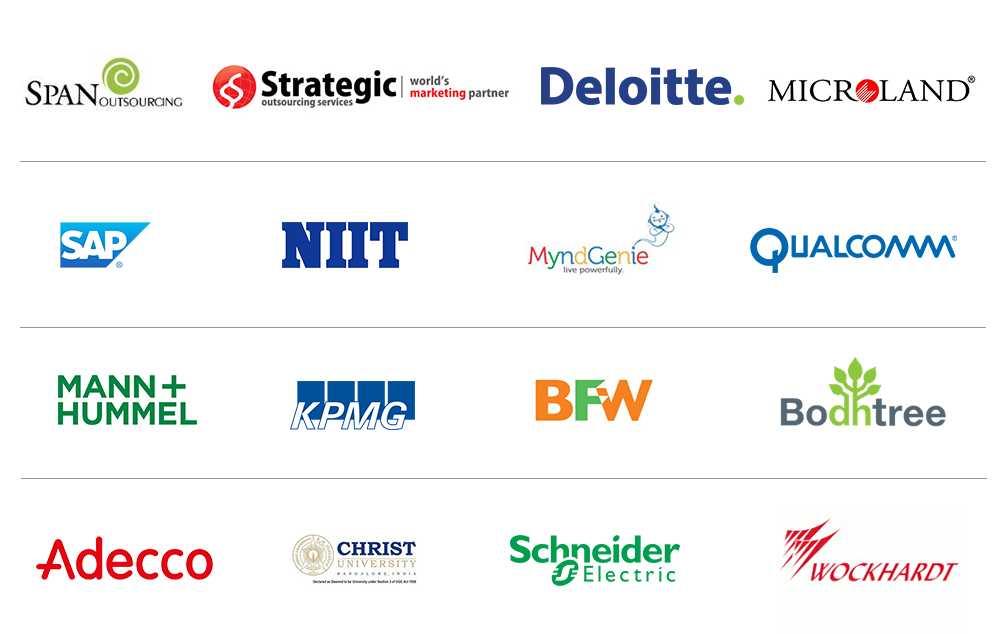 SPAN OUTSOURCING
Strategic
outsourcing services
world's
marketing partner
Deloitte.
MICROLAND®
SAP®
NIIT
MyndGenie
live powerfully.
QUALCOMM®
MANN+
HUMMEL
KPMG
BFW
Bodhtree
Adecco
CHRIST
UNIVERSITY
BANGALORE, INDIA
Declared as Deemed to be University under Section 3 of UGC Act 1956
Schneider
Electric
WOCKHARDT